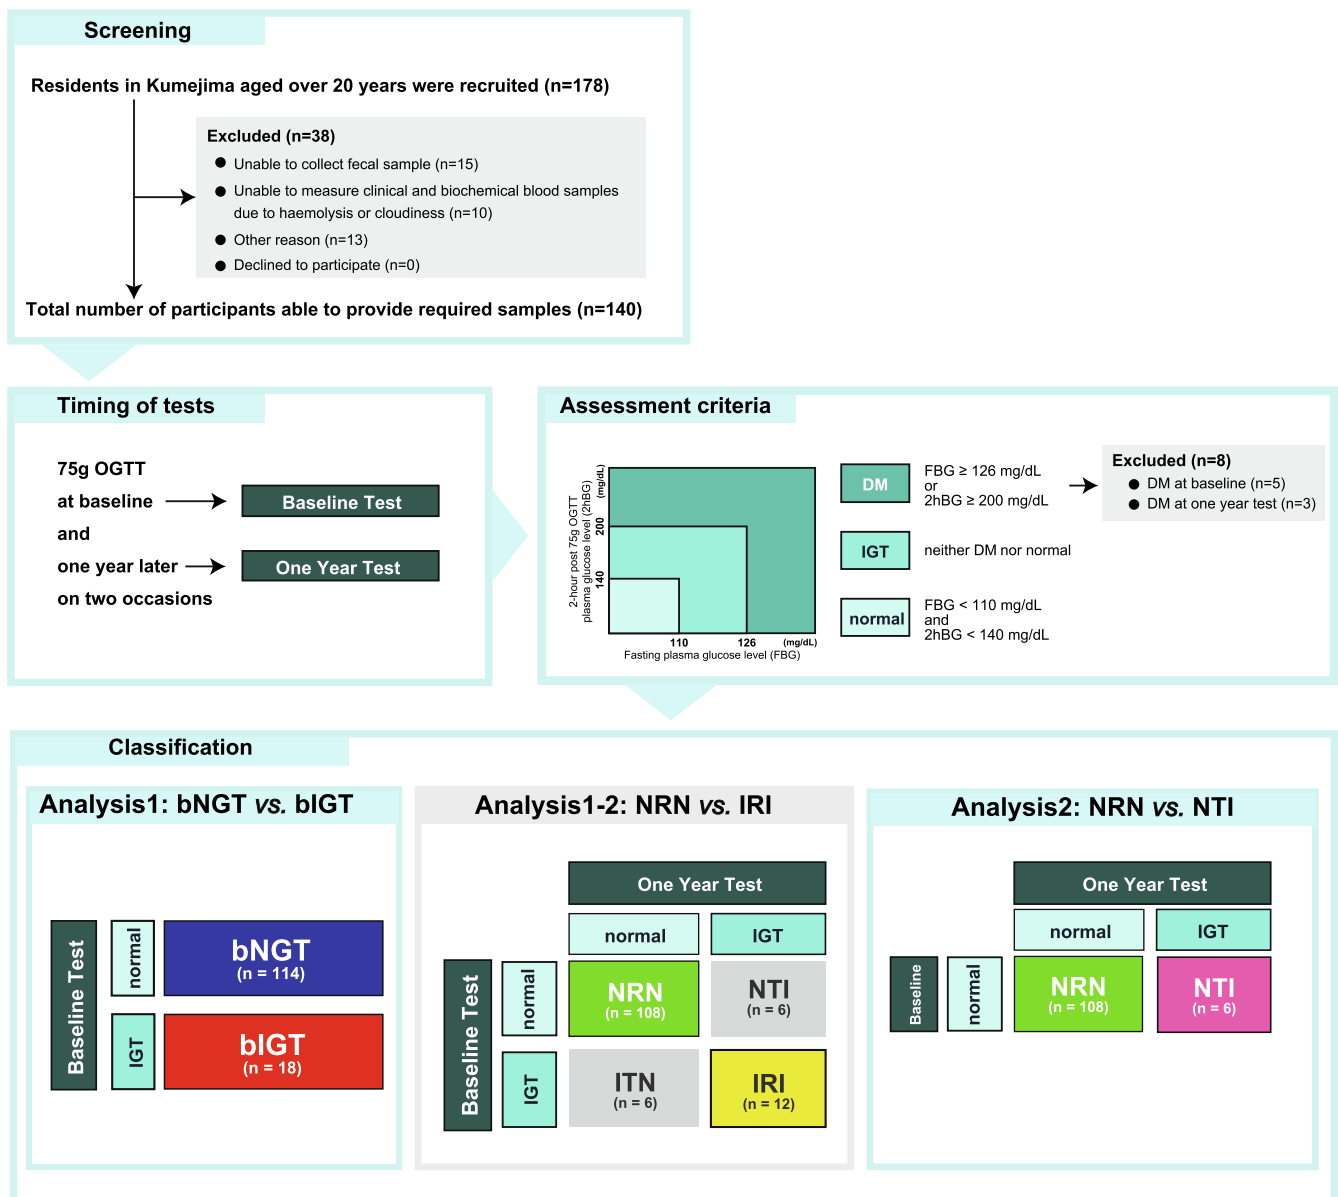 Screening
Residents in Kumejima aged over 20 years were recruited (n=178)
Excluded (n=38)
● Unable to collect fecal sample (n=15)
● Unable to measure clinical and biochemical blood samples
due to haemolysis or cloudiness (n=10)
● Other reason (n=13)
● Declined to participate (n=0)
Total number of participants able to provide required samples (n=140)
Timing of tests
75g OGTT
at baseline
Baseline Test
and
one year later
One Year Test
on two occasions
Assessment criteria
2-hour post 75g OGTT
plasma glucose level (2hBG)
(mg/dL)
200
140
110
126
(mg/dL)
Fasting plasma glucose level (FBG)
DM
FBG ≥ 126 mg/dL
or
2hBG ≥ 200 mg/dL
IGT
neither DM nor normal
normal
FBG < 110 mg/dL
and
2hBG < 140 mg/dL
Excluded (n=8)
● DM at baseline (n=5)
● DM at one year test (n=3)
Classification
Analysis1: bNGT vs. bIGT
Baseline Test
normal
bNGT
(n = 114)
IGT
bIGT
(n = 18)
Analysis1-2: NRN vs. IRI
One Year Test
normal
IGT
Baseline Test
normal
NRN
(n = 108)
NTI
(n = 6)
IGT
ITN
(n = 6)
IRI
(n = 12)
Analysis2: NRN vs. NTI
One Year Test
normal
IGT
Baseline
normal
NRN
(n = 108)
NTI
(n = 6)